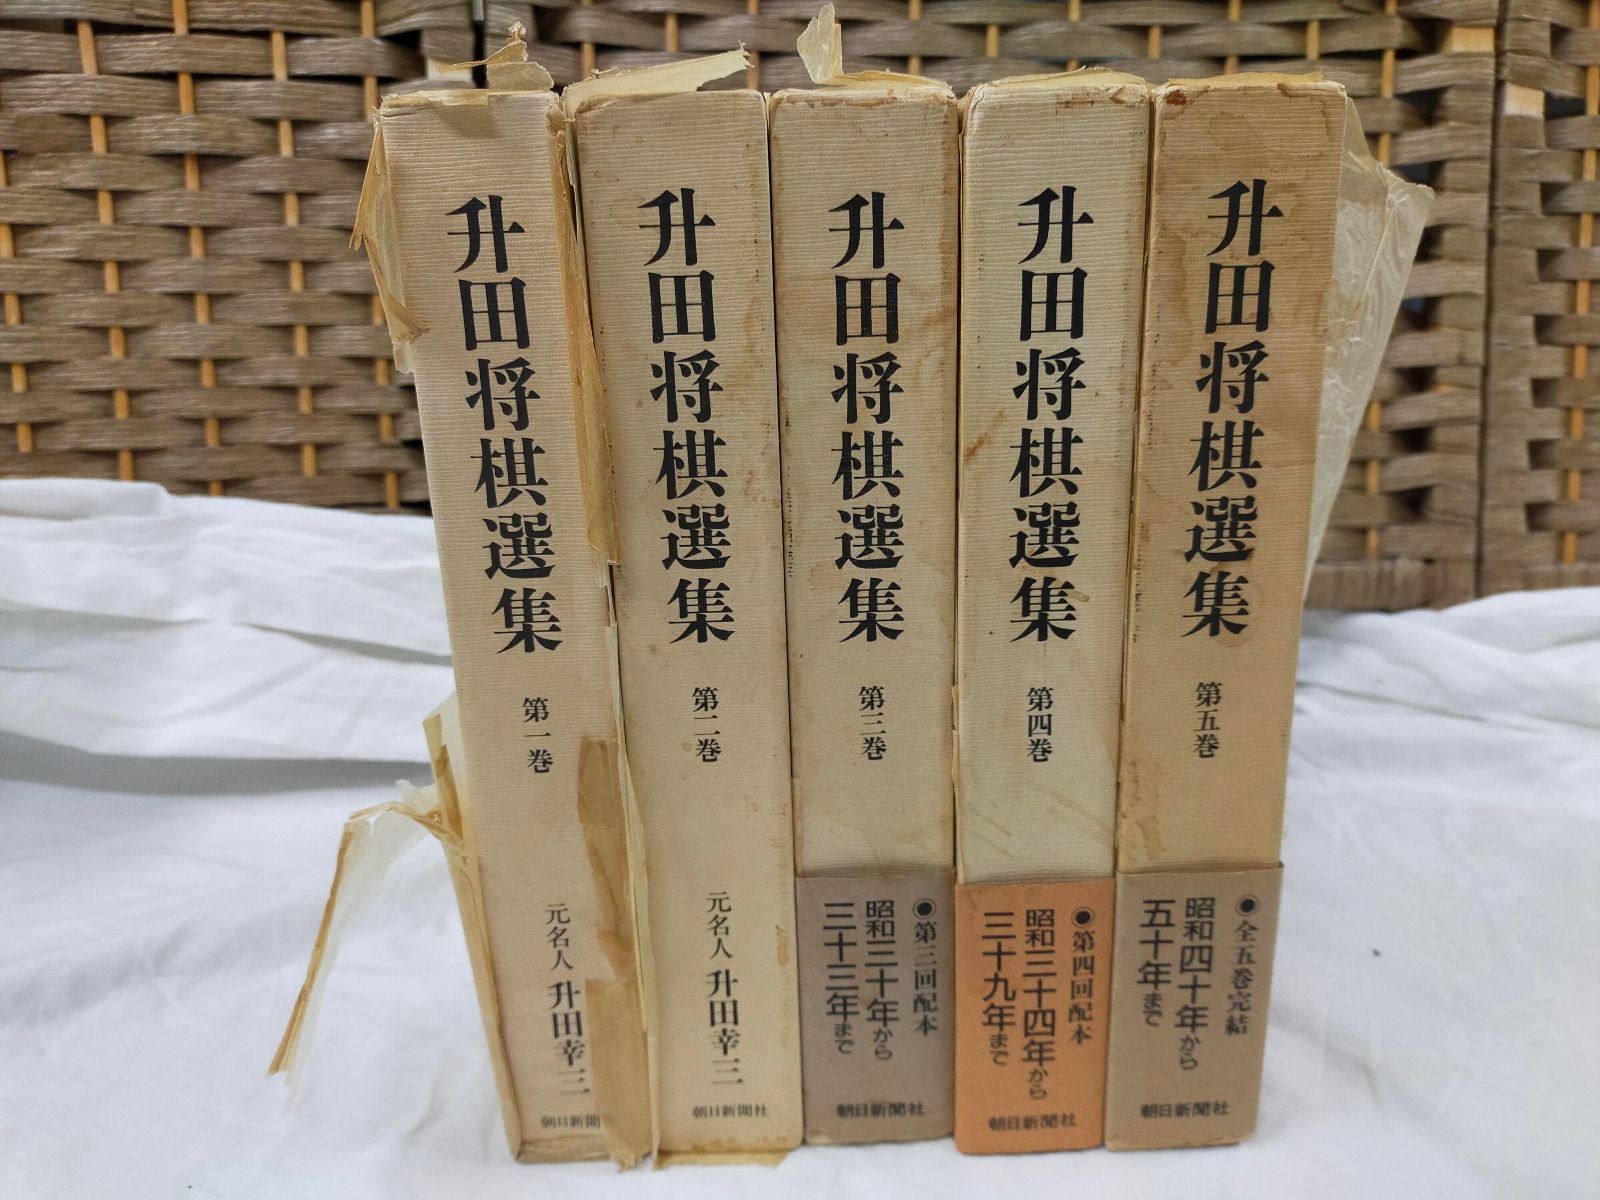 升田将棋選集
第一巻
元名人 升田幸三
朝日新聞
升田将棋選集
第二巻
元名人 升田幸三
朝日新聞社
升田将棋選集
第三巻
●第三回配本
昭和三十年から
三十三年まで
朝日新聞社
升田将棋選集
第四巻
●第四回配本
昭和三十四年から
三十九年まで
朝日新聞社
升田将棋選集
第五巻
●全五巻完結
昭和四十年から
五十年まで
朝日新聞社